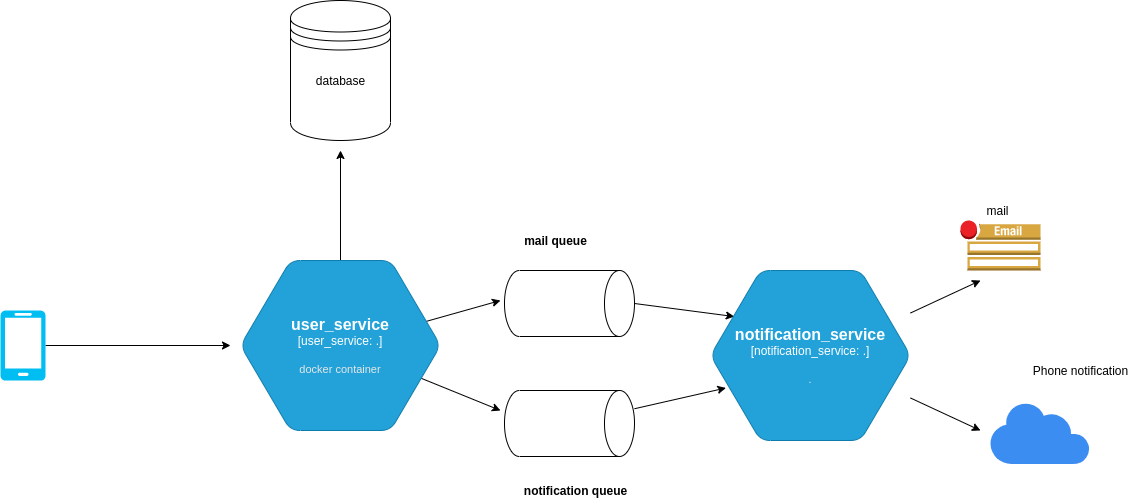 database
mail
Email
mail queue
user_service
[user_service: .]
docker container
notification_service
[notification_service: .]
.
Phone notification
notification queue